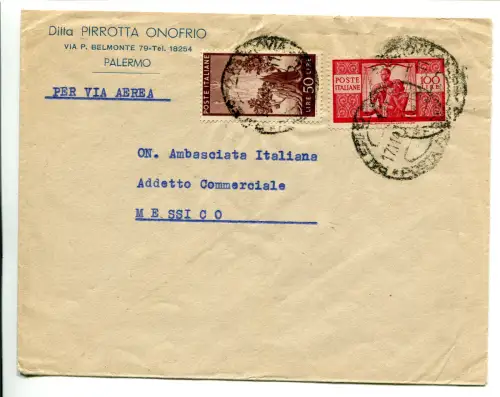 Ditta PIRROTTA ONOFRIO
VIA P. BELMONTE 79-Tel. 18254
PALERMO
PER VIA AEREA
POSTE ITALIANE
LIRE 50
POSTE
ITALIANE
100
LIRE
ON. Ambasciata Italiana
Addetto Commerciale
MESSICO